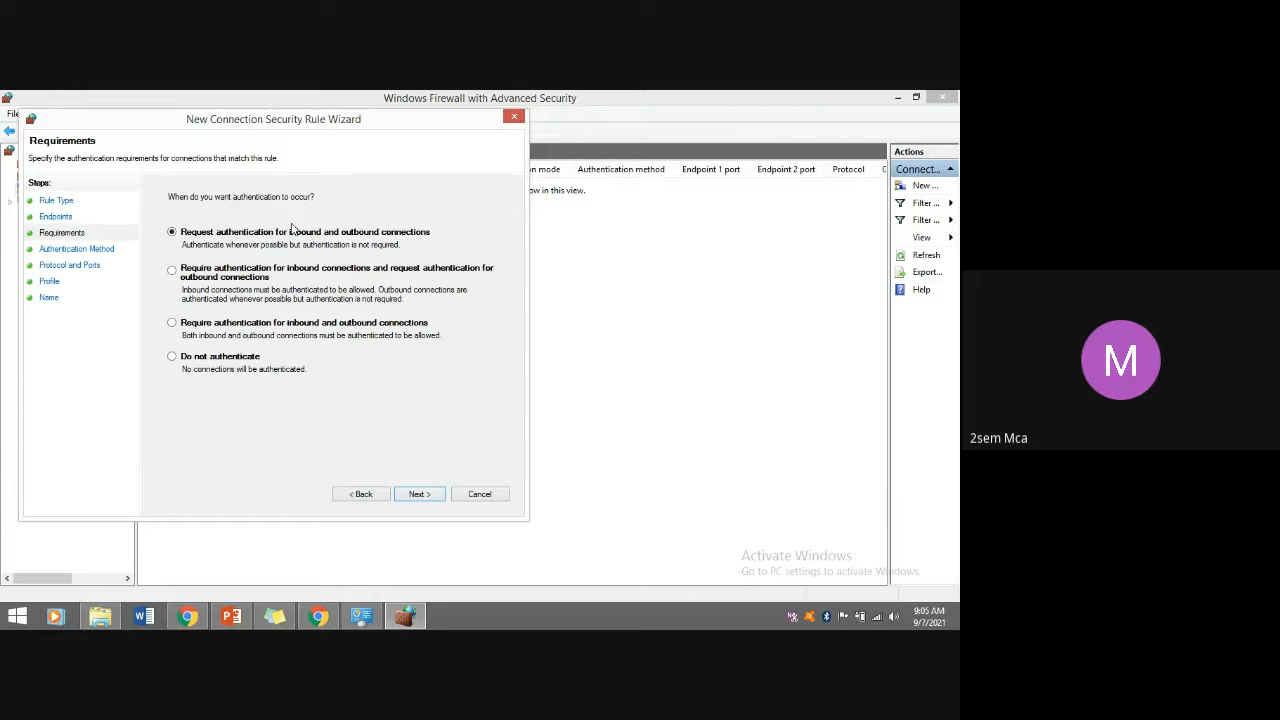 Windows Firewall with Advanced Security
New Connection Security Rule Wizard
Requirements
Specify the authentication requirements for connections that match this rule.
Steps:
Rule Type
Endpoints
Requirements
Authentication Method
Protocol and Ports
Profile
Name
When do you want authentication to occur?
Request authentication for inbound and outbound connections
Authenticate whenever possible but authentication is not required.
Require authentication for inbound connections and request authentication for
outbound connections
Inbound connections must be authenticated to be allowed. Outbound connections are
authenticated whenever possible but authentication is not required.
Require authentication for inbound and outbound connections
Both inbound and outbound connections must be authenticated to be allowed.
Do not authenticate
No connections will be authenticated.
< Back
Next >
Cancel
mode Authentication method Endpoint 1 port Endpoint 2 port Protocol
in this view.
Actions
Connect...
New ...
Filter ...
Filter ...
View
Refresh
Export...
Help
Activate Windows
Go to PC settings to activate Windows.
9:05 AM
9/7/2021
M
2sem Mca